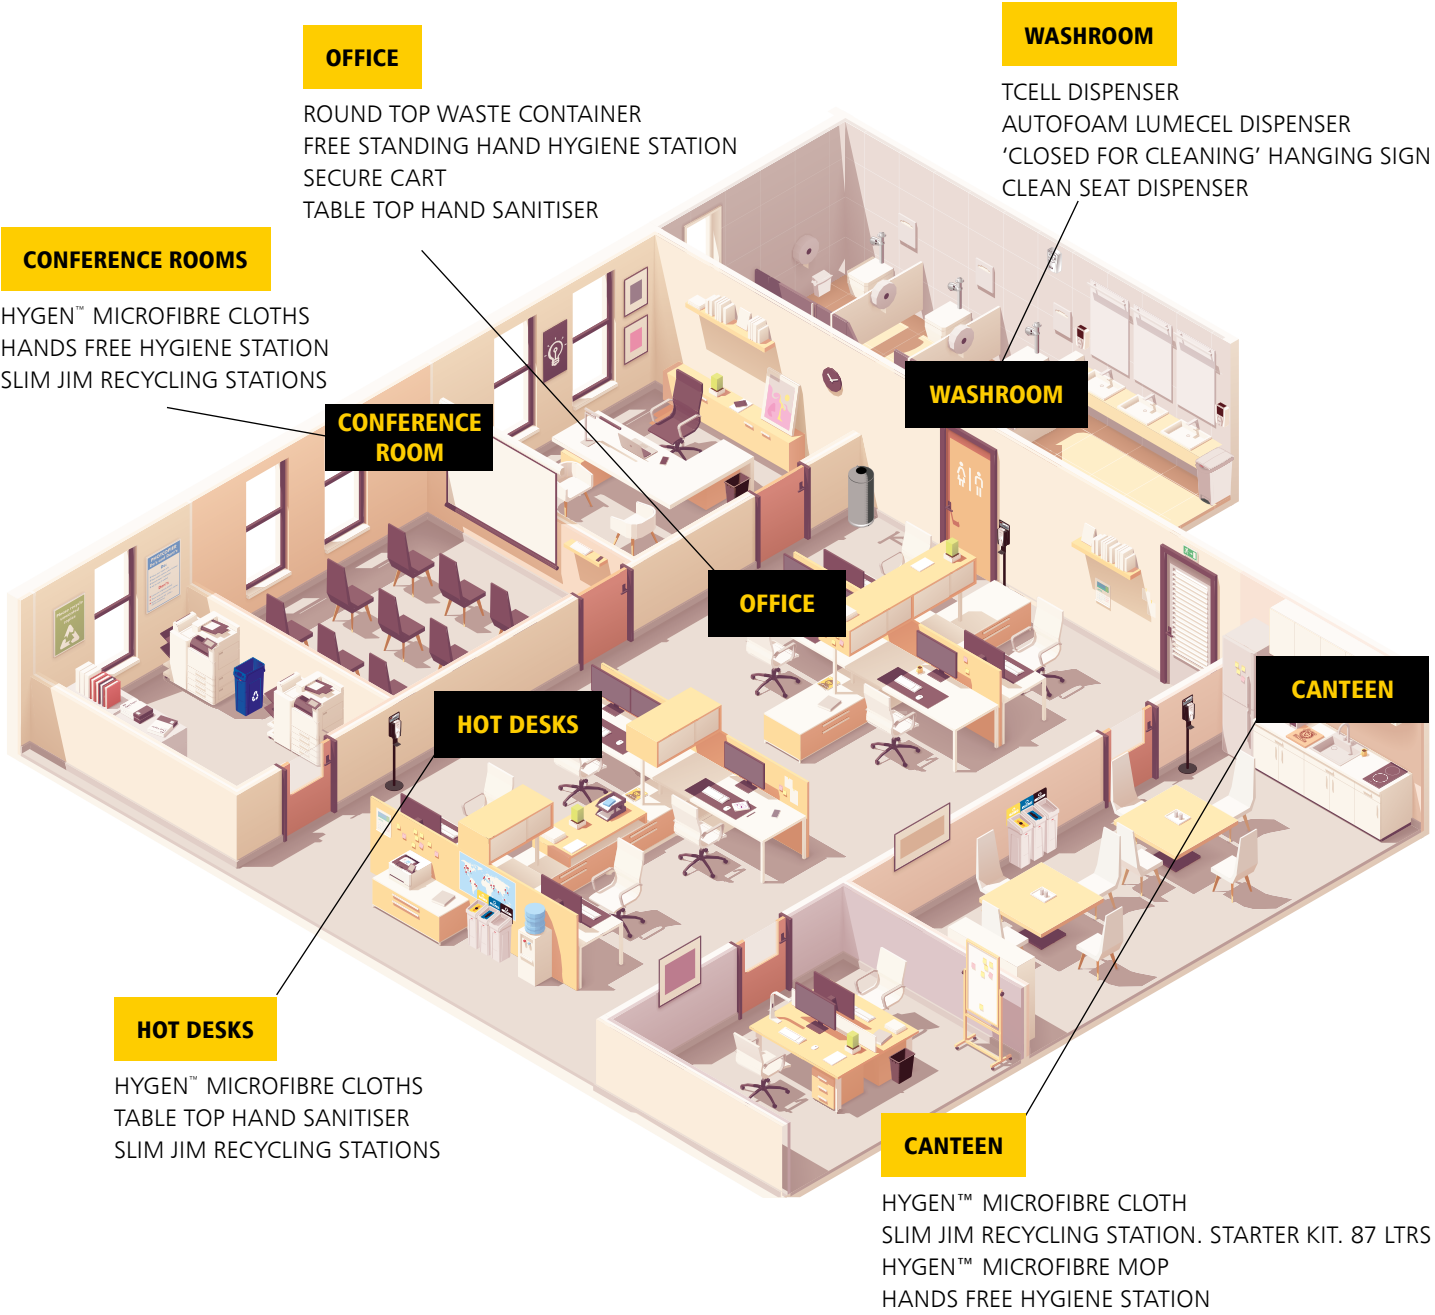 OFFICE
ROUND TOP WASTE CONTAINER
FREE STANDING HAND HYGIENE STATION
SECURE CART
TABLE TOP HAND SANITISER
WASHROOM
TCELL DISPENSER
AUTOFOAM LUMECEL DISPENSER
‘CLOSED FOR CLEANING’ HANGING SIGN
CLEAN SEAT DISPENSER
CONFERENCE ROOMS
HYGEN™ MICROFIBRE CLOTHS
HANDS FREE HYGIENE STATION
SLIM JIM RECYCLING STATIONS
CONFERENCE
ROOM
WASHROOM
OFFICE
CANTEEN
HOT DESKS
HOT DESKS
HYGEN™ MICROFIBRE CLOTHS
TABLE TOP HAND SANITISER
SLIM JIM RECYCLING STATIONS
CANTEEN
HYGEN™ MICROFIBRE CLOTH
SLIM JIM RECYCLING STATION. STARTER KIT. 87 LTRS
HYGEN™ MICROFIBRE MOP
HANDS FREE HYGIENE STATION